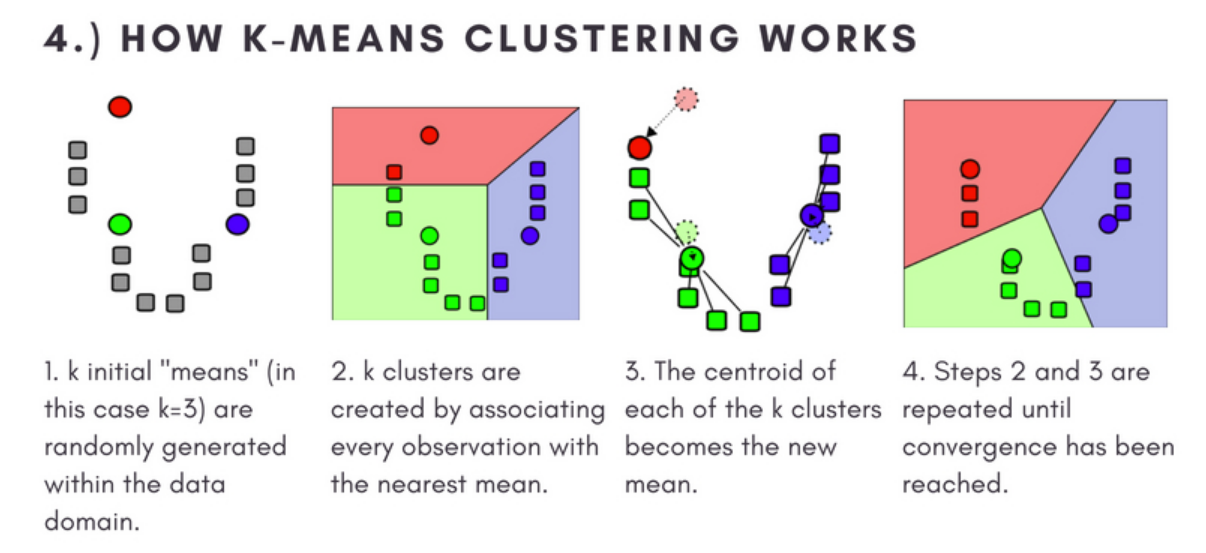 4.) HOW K-MEANS CLUSTERING WORKS
1. k initial "means" (in
this case k=3) are
randomly generated
within the data
domain.
2. k clusters are
created by associating
every observation with
the nearest mean.
3. The centroid of
each of the k clusters
becomes the new
mean.
4. Steps 2 and 3 are
repeated until
convergence has been
reached.